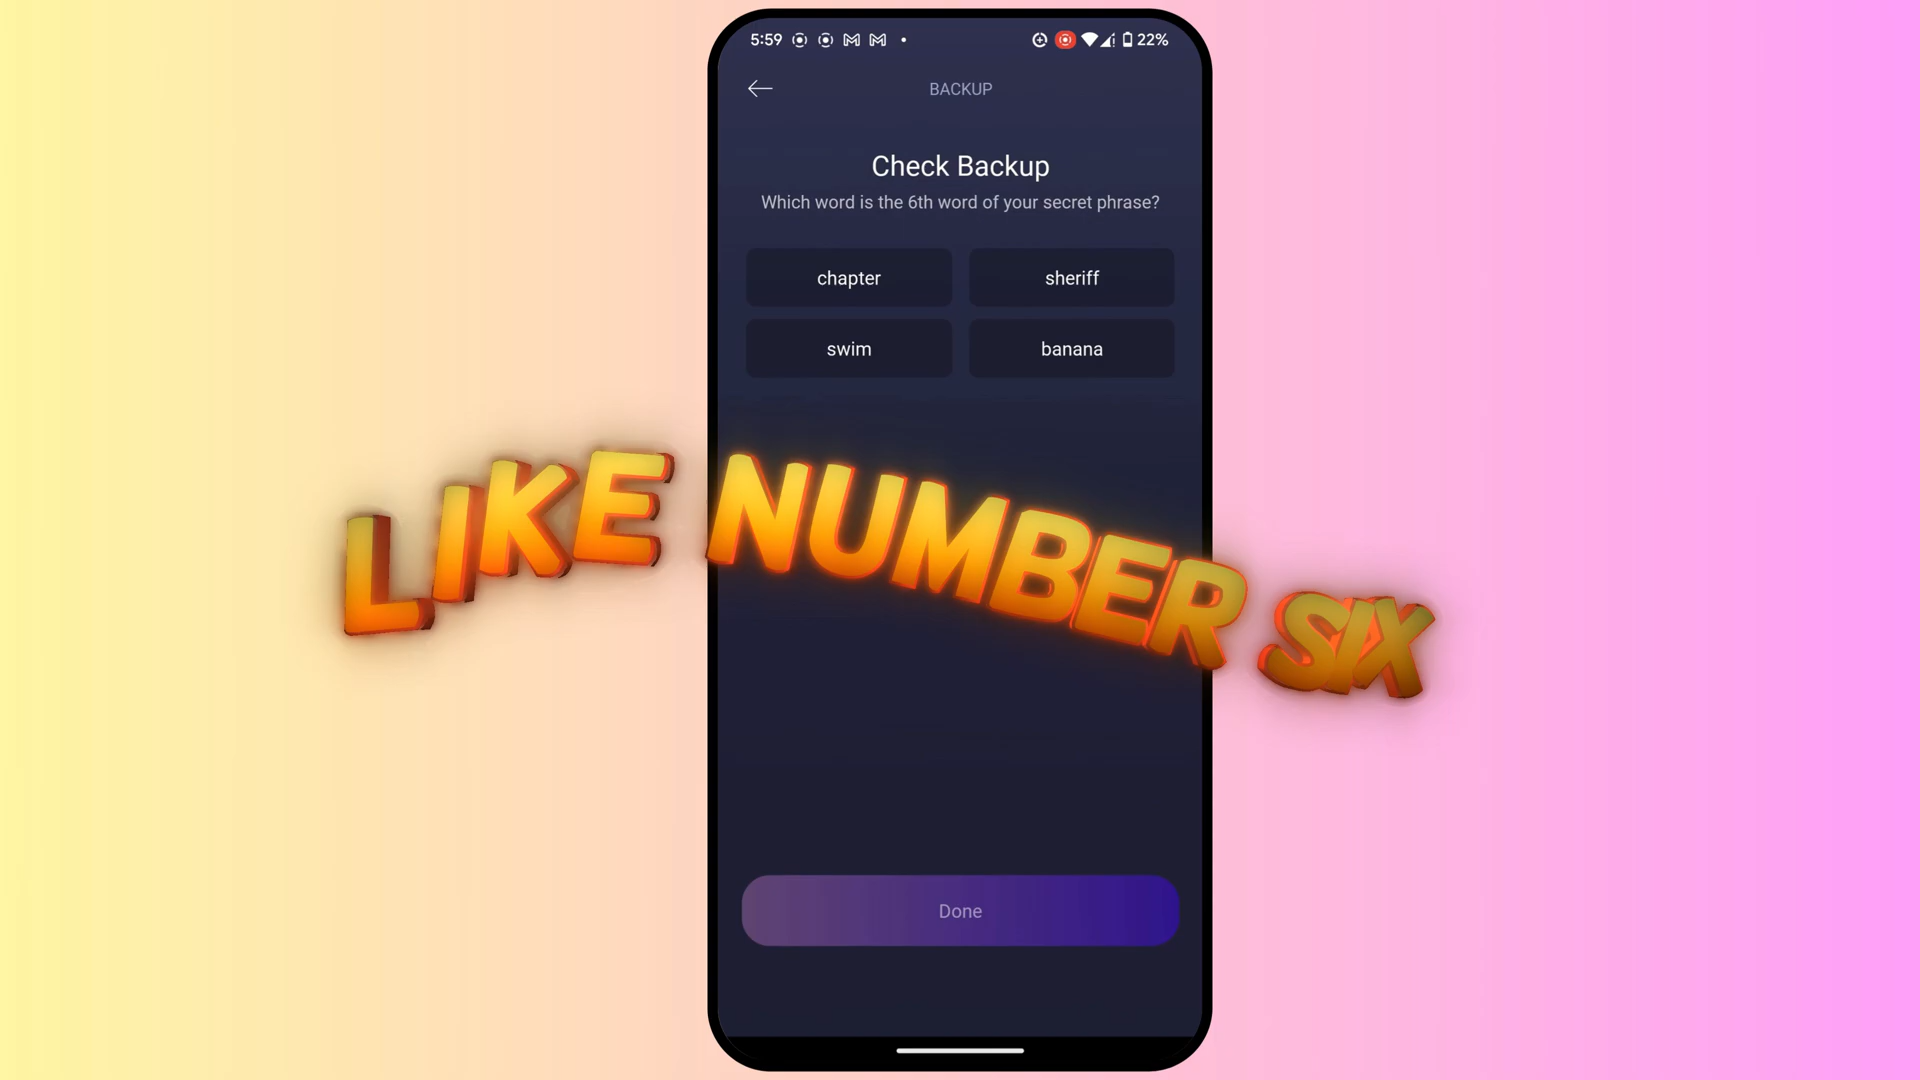 5:59 22%
BACKUP
Check Backup
Which word is the 6th word of your secret phrase?
chapter sheriff
swim banana
LIKE NUMBER SIX
Done